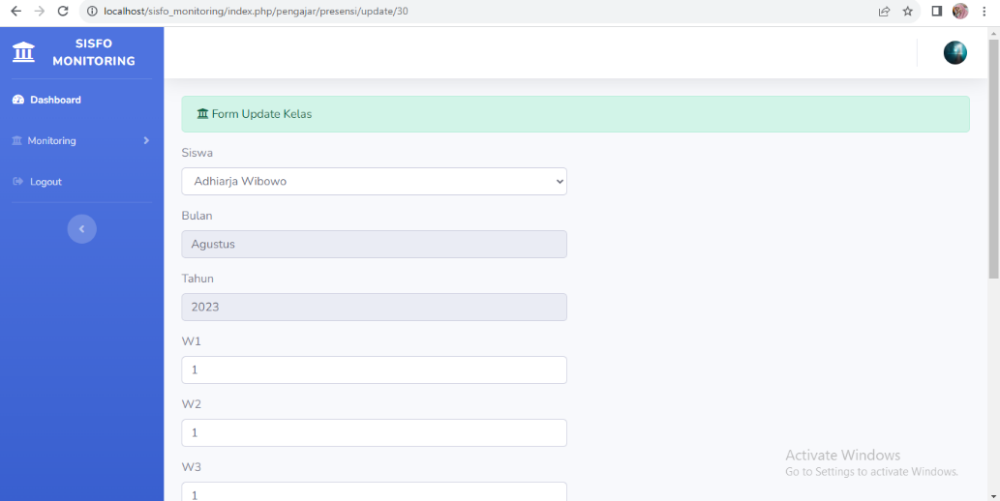 localhost/sisfo_monitoring/index.php/pengajar/presensi/update/30
SISFO
MONITORING
Dashboard
Monitoring
Logout
Form Update Kelas
Siswa
Adhiarja Wibowo
Bulan
Agustus
Tahun
2023
W1
1
W2
1
W3
1
Activate Windows
Go to Settings to activate Windows.